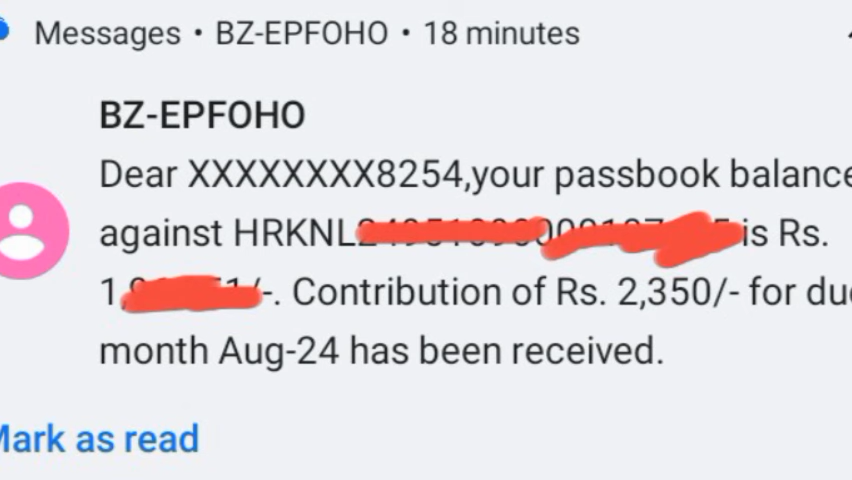 Messages • BZ-EPFOHO • 18 minutes
BZ-EPFOHO
Dear XXXXXXXX8254,your passbook balance
against HRKNL is Rs.
1, /-. Contribution of Rs. 2,350/- for due
month Aug-24 has been received.
Mark as read